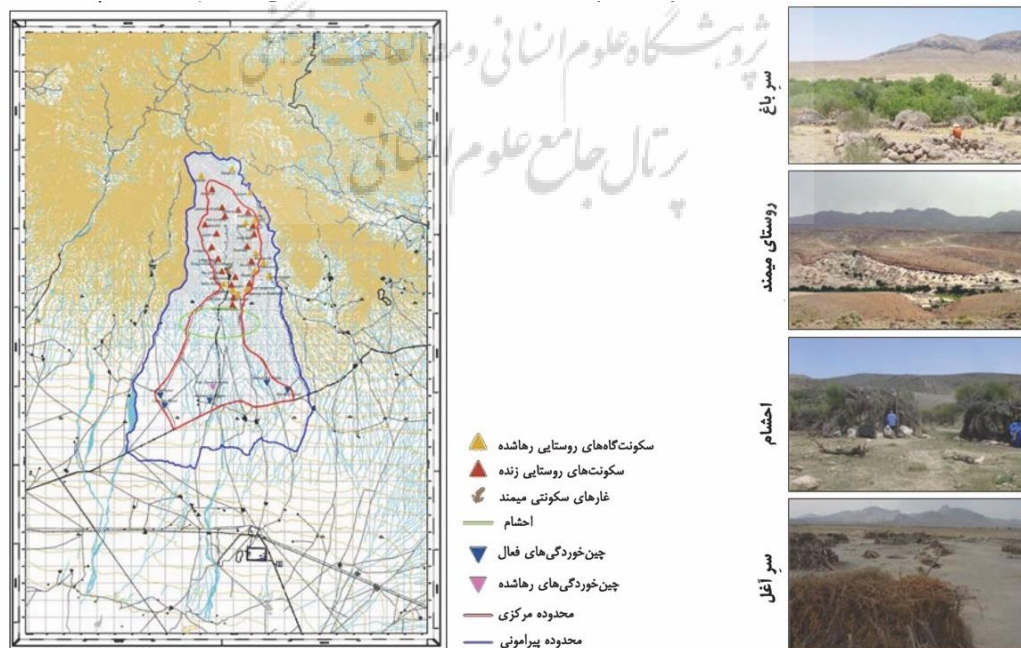 پژوهشگاه علوم انسانی و مطالعات فرهنگی
پرتال جامع علوم انسانی
سکونت‌گاه‌های روستایی رهاشده
سکونت‌های روستایی زنده
غارهای سکونتی میمند
احشام
چین‌خوردگی‌های فعال
چین‌خوردگی‌های رهاشده
محدوده مرکزی
محدوده پیرامونی
سرِ باغ
روستای میمند
احشام
سرِ آغل